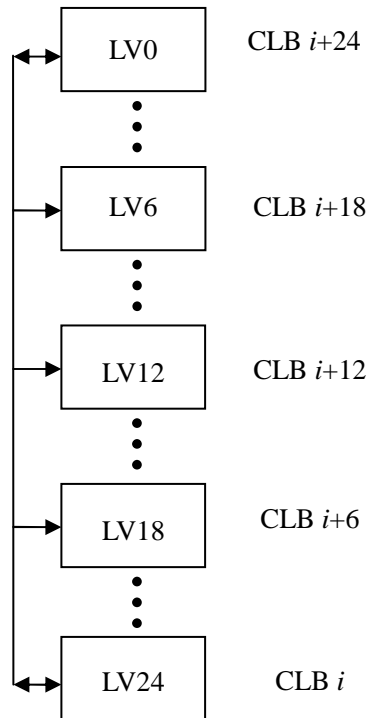 LV0 CLB i+24
LV6 CLB i+18
LV12 CLB i+12
LV18 CLB i+6
LV24 CLB i